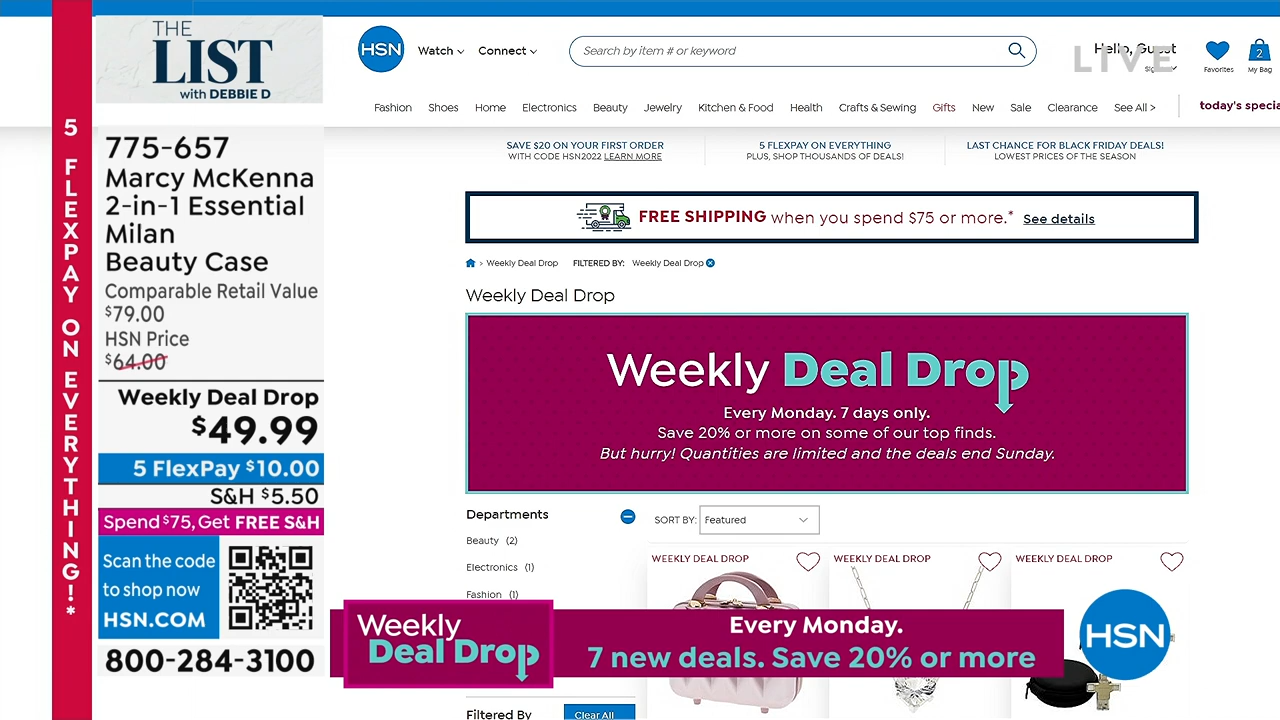 5 FLEXPAY ON EVERYTHING!*
THE
LIST
with DEBBIE D
775-657
Marcy McKenna
2-in-1 Essential
Milan
Beauty Case
Comparable Retail Value
$79.00
HSN Price
$64.00
Weekly Deal Drop
$49.99
5 FlexPay $10.00
S&H $5.50
Spend $75, Get FREE S&H
Scan the code
to shop now
HSN.COM
800-284-3100
HSN
Watch
Connect
Search by item # or keyword
Hello, Guest
LIVE
Favorites
2
My Bag
Fashion Shoes Home Electronics Beauty Jewelry Kitchen & Food Health Crafts & Sewing Gifts New Sale Clearance See All >
today's specia
SAVE $20 ON YOUR FIRST ORDER
WITH CODE HSN2022 LEARN MORE
5 FLEXPAY ON EVERYTHING
PLUS, SHOP THOUSANDS OF DEALS!
LAST CHANCE FOR BLACK FRIDAY DEALS!
LOWEST PRICES OF THE SEASON
FREE SHIPPING when you spend $75 or more.* See details
> Weekly Deal Drop FILTERED BY: Weekly Deal Drop
Weekly Deal Drop
Weekly Deal Drop
Every Monday. 7 days only.
Save 20% or more on some of our top finds.
But hurry! Quantities are limited and the deals end Sunday.
Departments
Beauty (2)
Electronics (1)
Fashion (1)
SORT BY: Featured
WEEKLY DEAL DROP
WEEKLY DEAL DROP
WEEKLY DEAL DROP
Weekly
Deal Drop
Every Monday.
7 new deals. Save 20% or more
HSN
Filtered By
Clear All